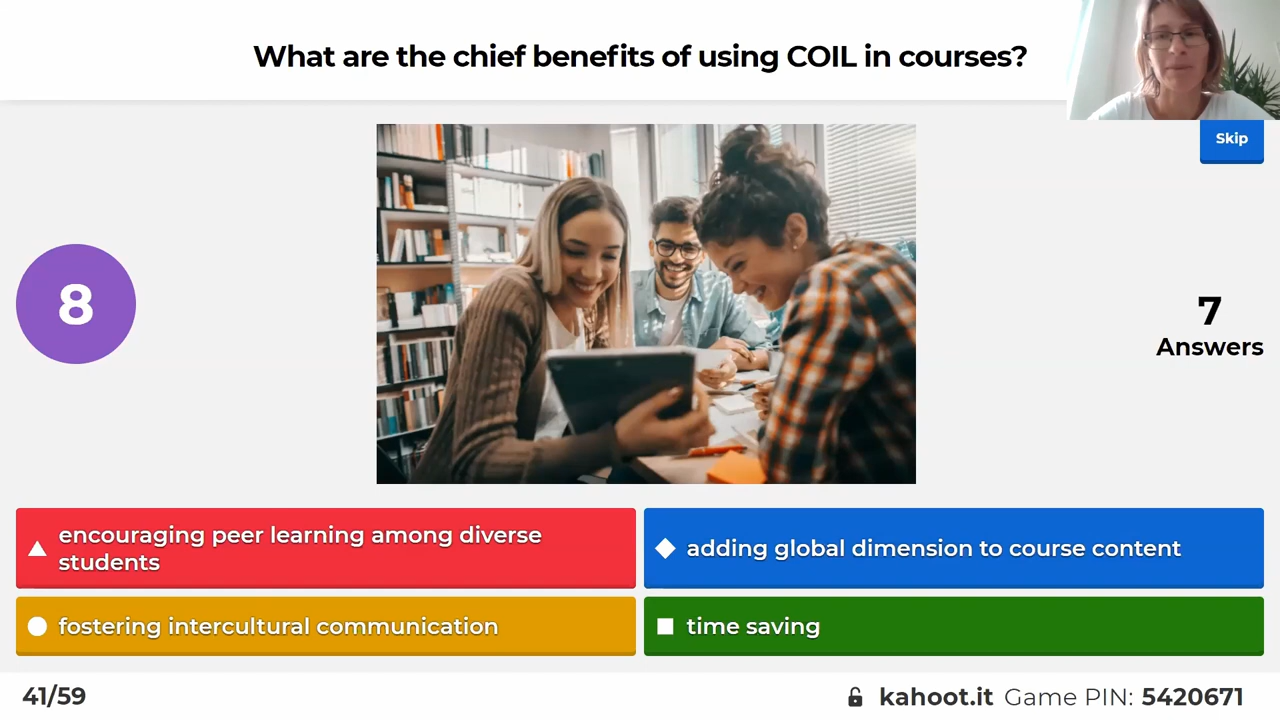 What are the chief benefits of using COIL in courses?
Skip
8
7
Answers
encouraging peer learning among diverse
students
adding global dimension to course content
fostering intercultural communication
time saving
41/59
kahoot.it Game PIN: 5420671